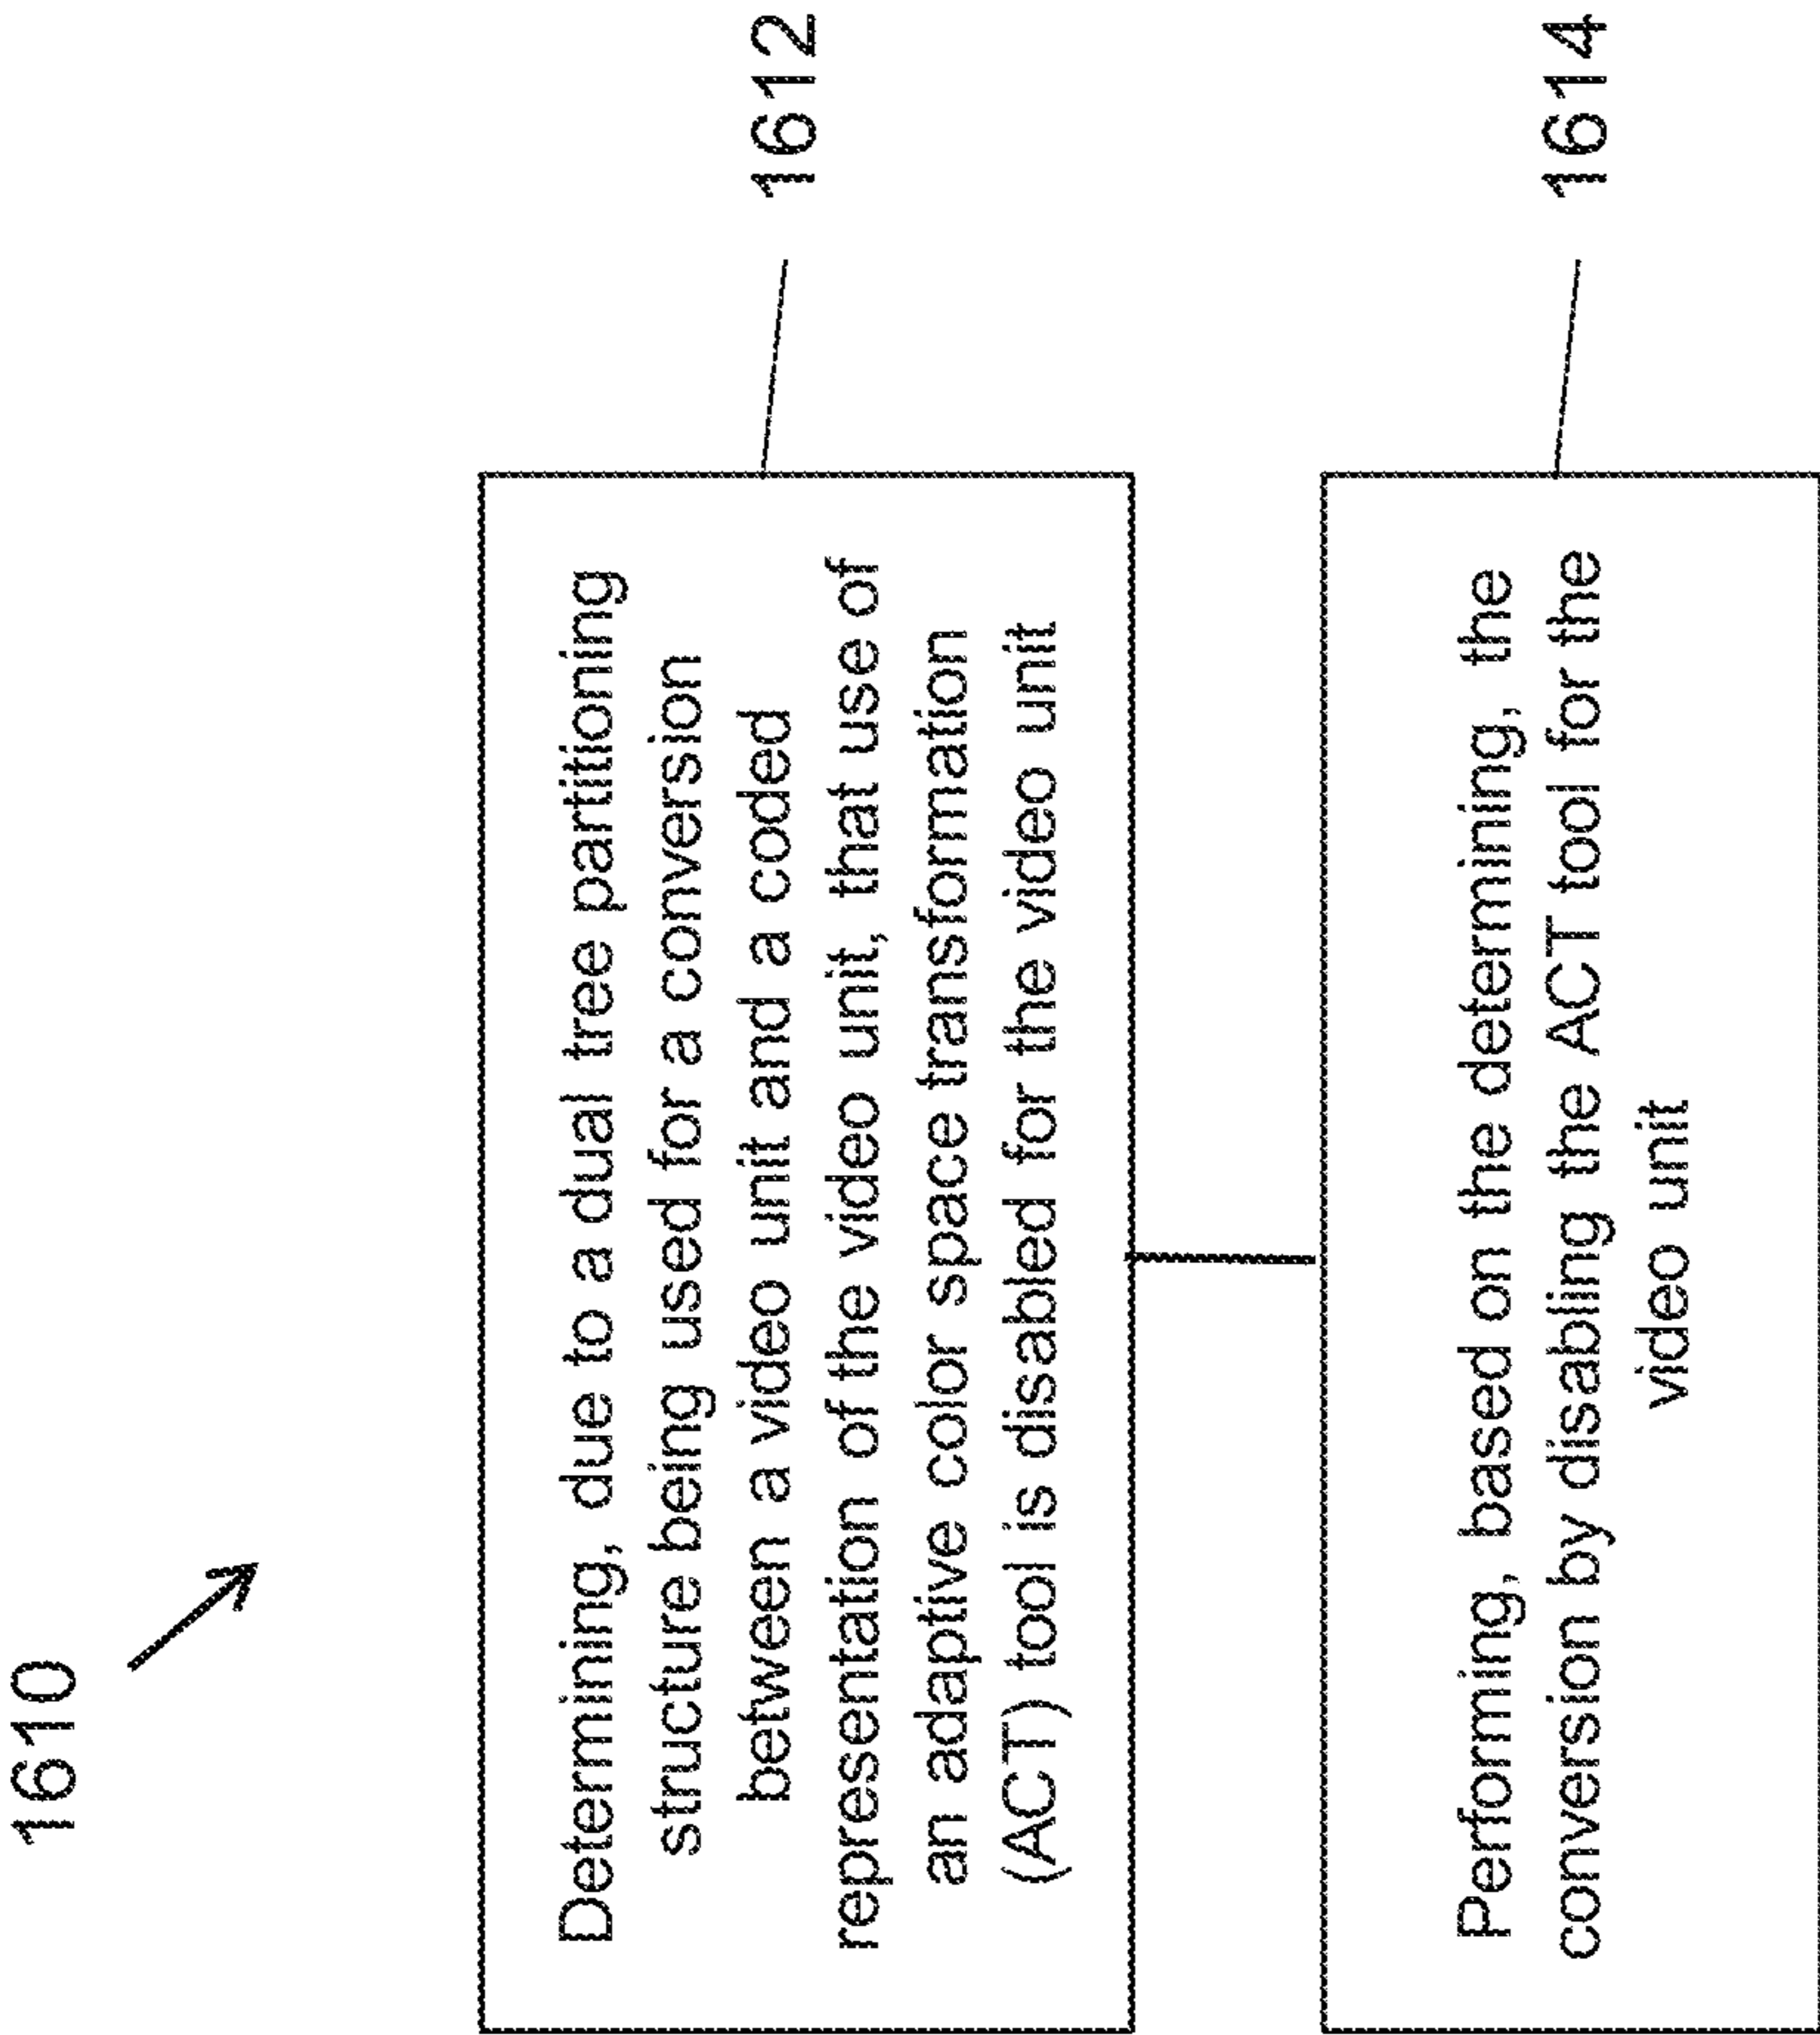 1610
Determining, due to a dual tree partitioning
structure being used for a conversion
between a video unit and a coded
representation of the video unit, that use of
an adaptive color space transformation
(ACT) tool is disabled for the video unit
1612
Performing, based on the determining, the
conversion by disabling the ACT tool for the
video unit
1614